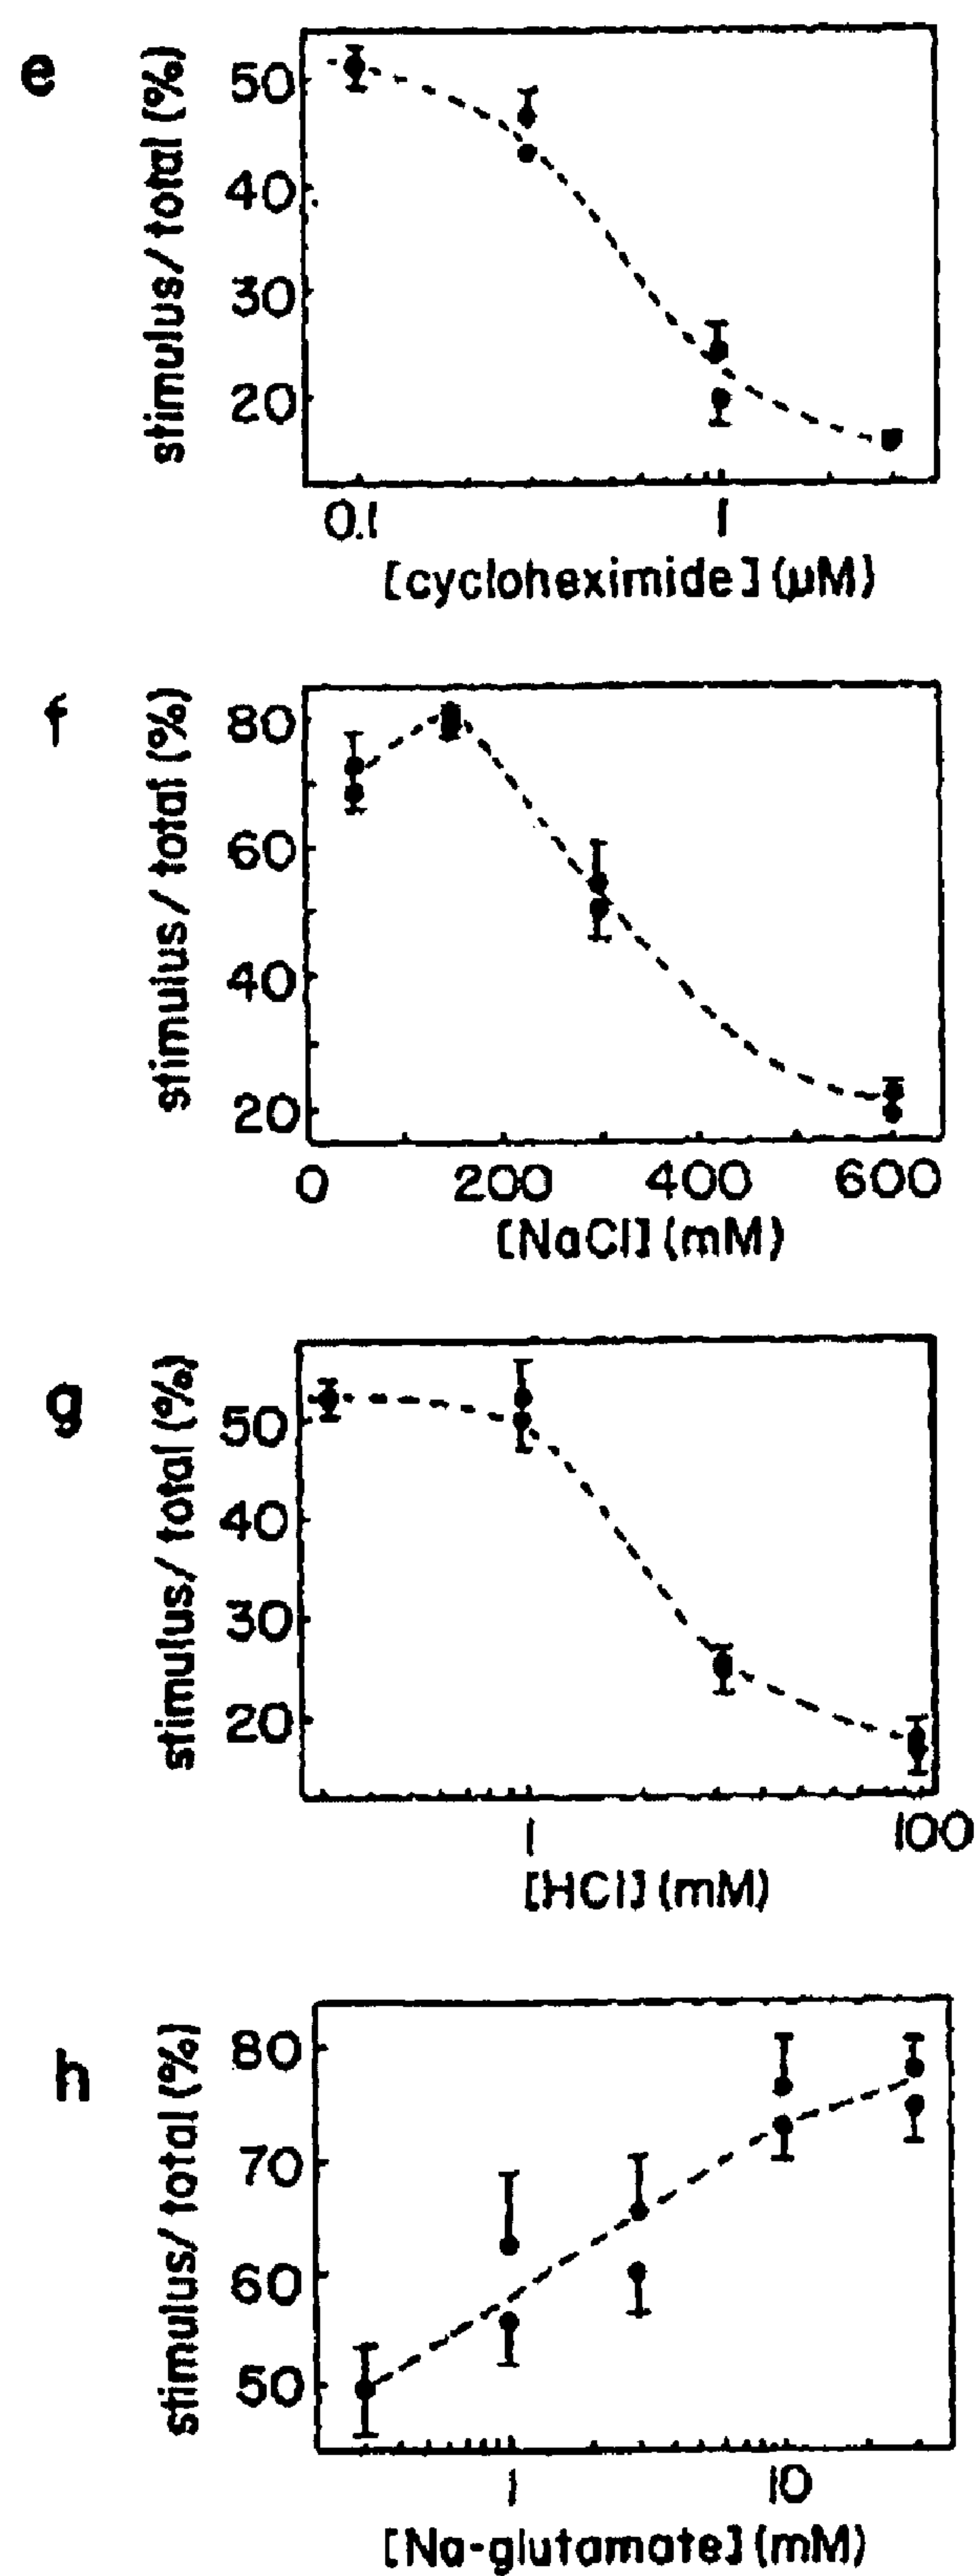 e
stimulus/total (%)
50
40
30
20
0.1 1
[cycloheximide] (µM)
f
stimulus/total (%)
80
60
40
20
0 200 400 600
[NaCl] (mM)
g
stimulus/total (%)
50
40
30
20
1 100
[HCl] (mM)
h
stimulus/total (%)
80
70
60
50
1 10
[Na-glutamate] (mM)